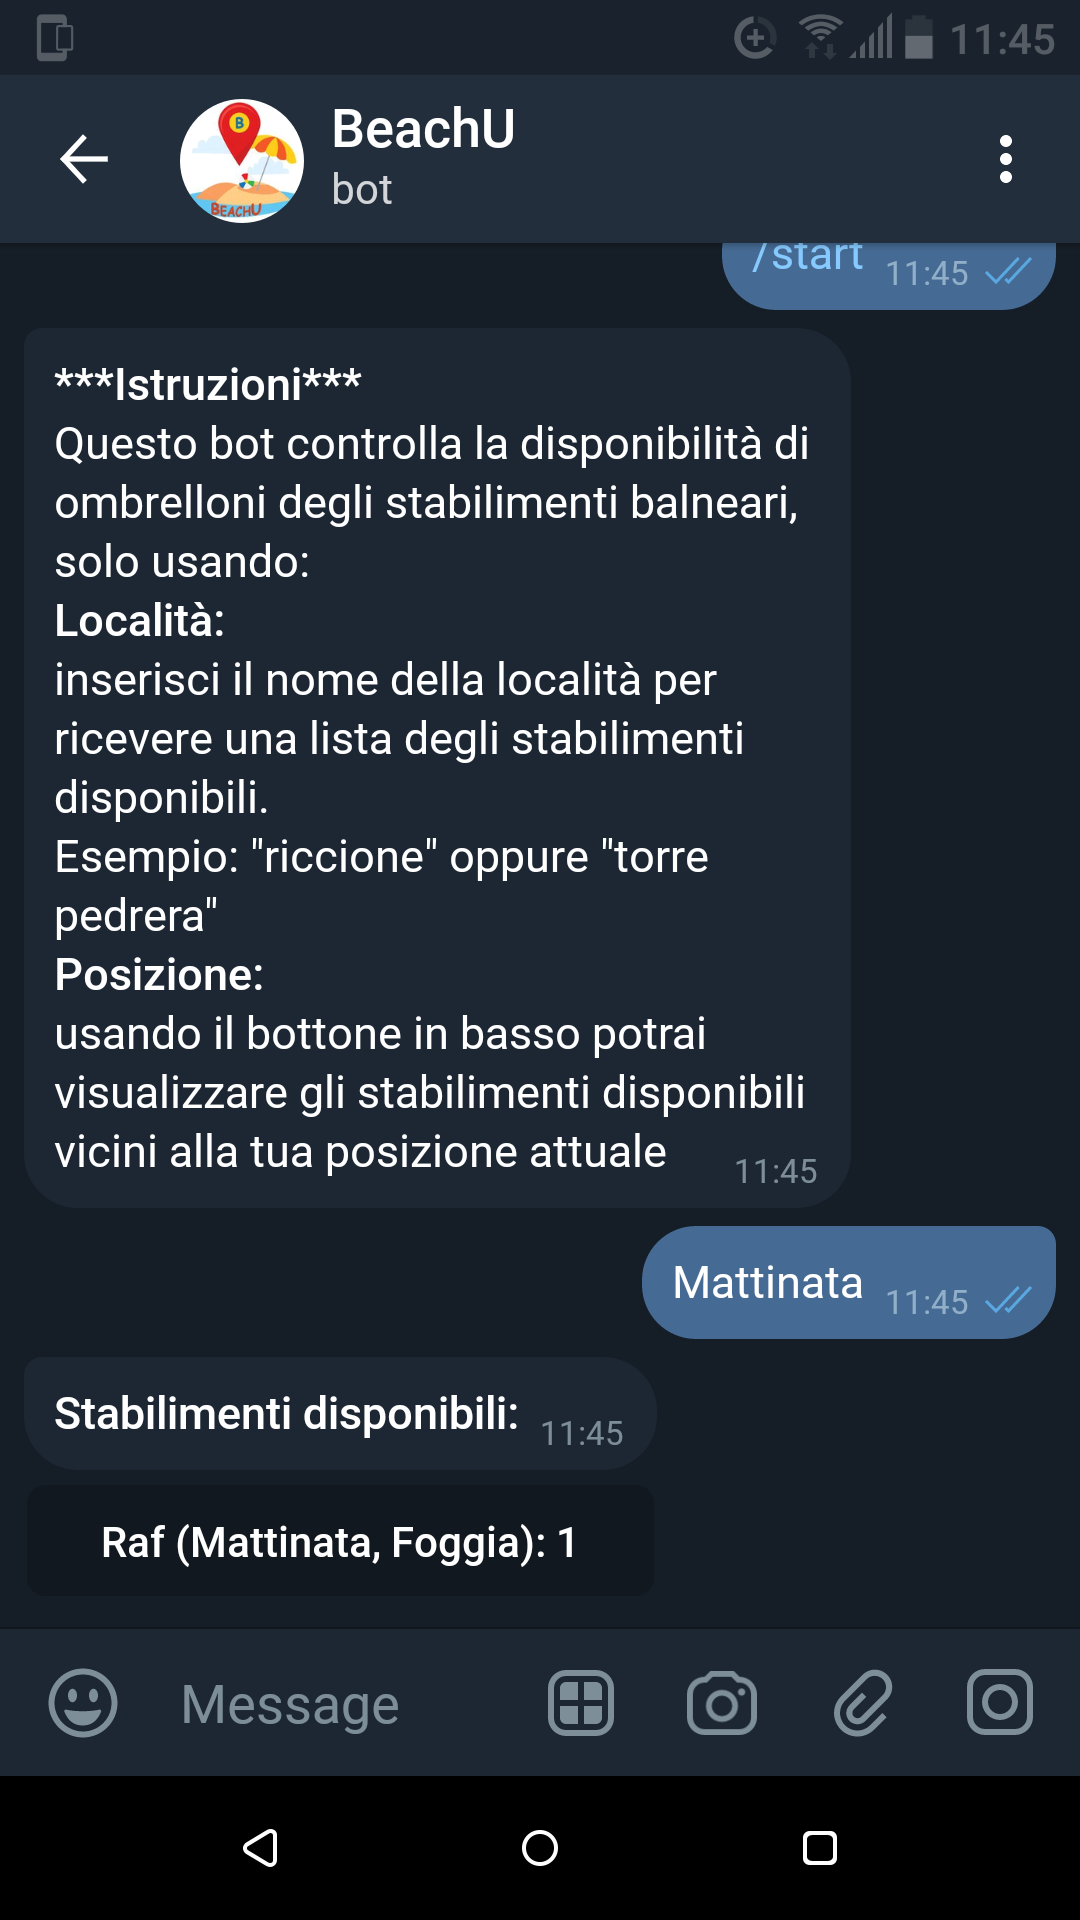 11:45
B
BEACHU
BeachU
bot
/start 11:45
***Istruzioni***
Questo bot controlla la disponibilità di
ombrelloni degli stabilimenti balneari,
solo usando:
Località:
inserisci il nome della località per
ricevere una lista degli stabilimenti
disponibili.
Esempio: "riccione" oppure "torre
pedrera"
Posizione:
usando il bottone in basso potrai
visualizzare gli stabilimenti disponibili
vicini alla tua posizione attuale 11:45
Mattinata 11:45
Stabilimenti disponibili: 11:45
Raf (Mattinata, Foggia): 1
Message